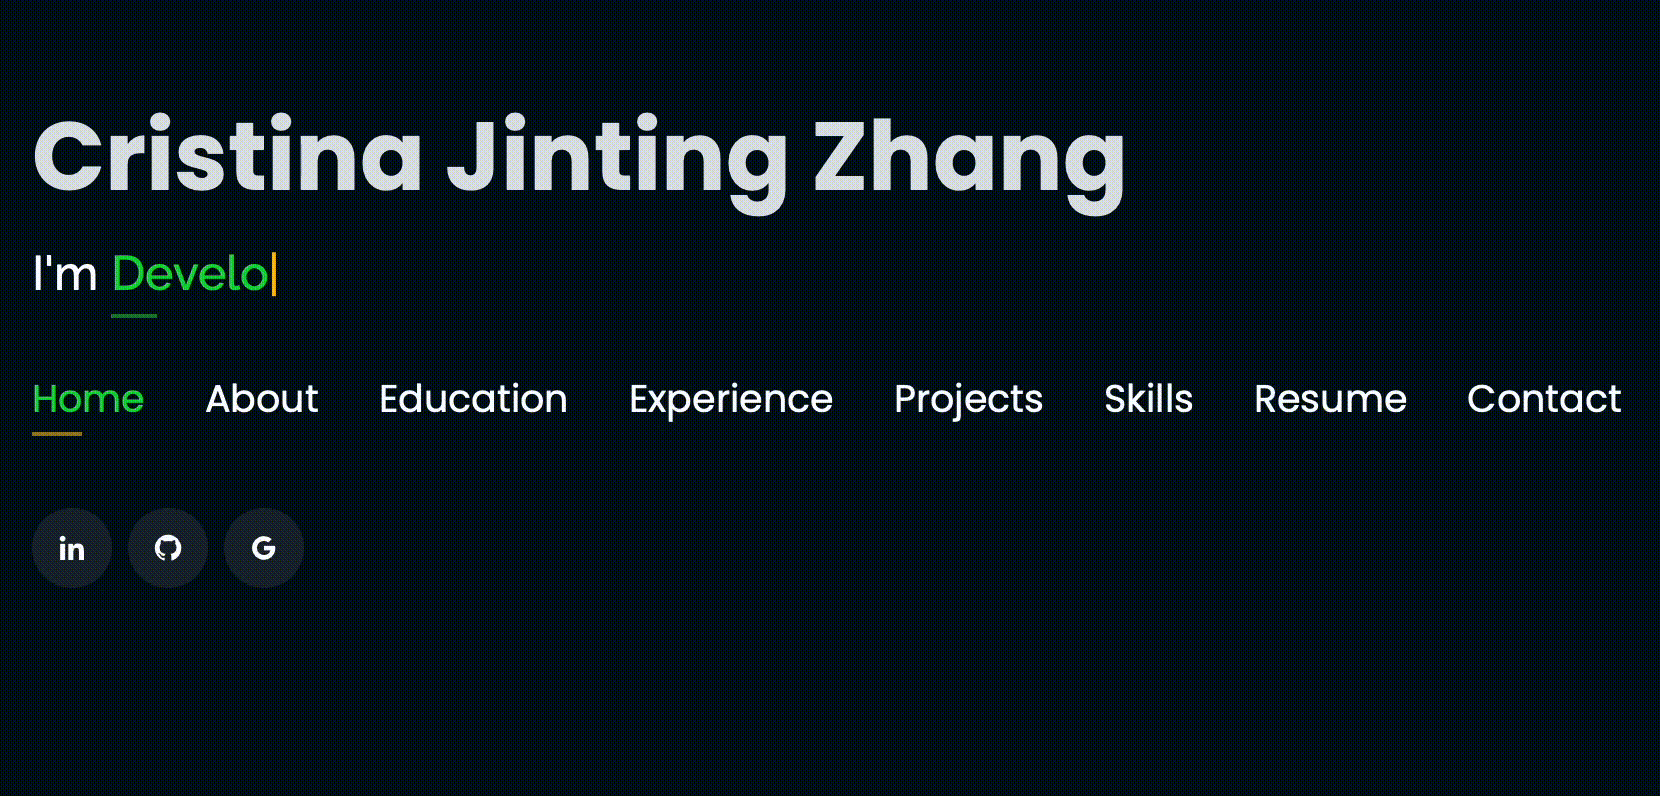 Cristina Jinting Zhang
I'm Develo
Home About Education Experience Projects Skills Resume Contact
in G